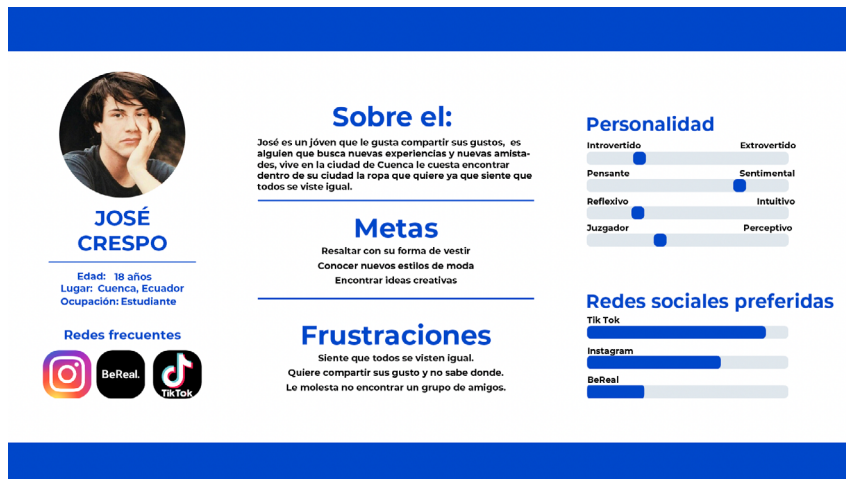 JOSÉ
CRESPO
Edad: 18 años
Lugar: Cuenca, Ecuador
Ocupación: Estudiante
Redes frecuentes
BeReal.
TikTok
Sobre el:
José es un jóven que le gusta compartir sus gustos, es
alguien que busca nuevas experiencias y nuevas amista-
des, vive en la ciudad de Cuenca le cuesta encontrar
dentro de su ciudad la ropa que quiere ya que siente que
todos se viste igual.
Metas
Resaltar con su forma de vestir
Conocer nuevos estilos de moda
Encontrar ideas creativas
Frustraciones
Siente que todos se visten igual.
Quiere compartir sus gusto y no sabe donde.
Le molesta no encontrar un grupo de amigos.
Personalidad
Introvertido Extrovertido
Pensante Sentimental
Reflexivo Intuitivo
Juzgador Perceptivo
Redes sociales preferidas
Tik Tok
Instagram
BeReal